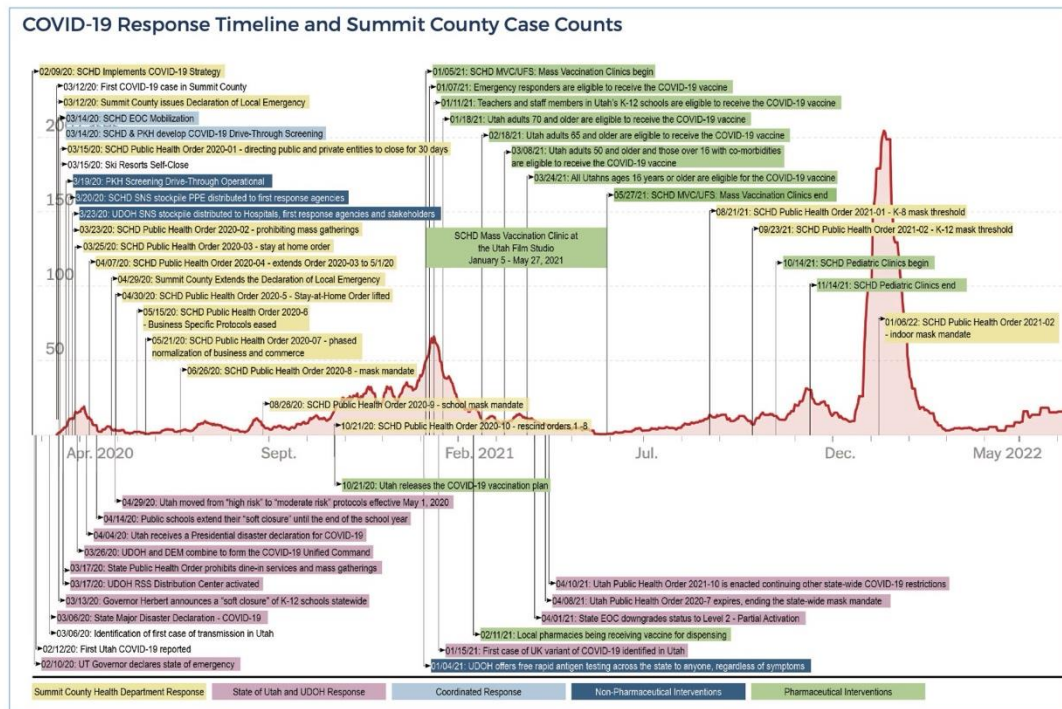 COVID-19 Response Timeline and Summit County Case Counts
02/09/20: SCHD Implements COVID-19 Strategy
03/12/20: First COVID-19 case in Summit County
03/12/20: Summit County issues Declaration of Local Emergency
03/14/20: SCHD EOC Mobilization
03/14/20: SCHD & PKH develop COVID-19 Drive-Through Screening
03/15/20: SCHD Public Health Order 2020-01 - directing public and private entities to close for 30 days
03/15/20: Ski Resorts Self-Close
3/19/20: PKH Screening Drive-Through Operational
3/20/20: SCHD SNS stockpile PPE distributed to first response agencies
3/23/20: UDOH SNS stockpile distributed to Hospitals, first response agencies and stakeholders
03/23/20: SCHD Public Health Order 2020-02 - prohibiting mass gatherings
03/25/20: SCHD Public Health Order 2020-03 - stay at home order
04/07/20: SCHD Public Health Order 2020-04 - extends Order 2020-03 to 5/1/20
04/29/20: Summit County Extends the Declaration of Local Emergency
04/30/20: SCHD Public Health Order 2020-5 - Stay-at-Home Order lifted
05/15/20: SCHD Public Health Order 2020-6
- Business Specific Protocols eased
05/21/20: SCHD Public Health Order 2020-07 - phased
normalization of business and commerce
06/26/20: SCHD Public Health Order 2020-8 - mask mandate
08/26/20: SCHD Public Health Order 2020-9 - school mask mandate
10/21/20: SCHD Public Health Order 2020-10 - rescind orders 1 -8
01/05/21: SCHD MVC/UFS: Mass Vaccination Clinics begin
01/07/21: Emergency responders are eligible to receive the COVID-19 vaccine
01/11/21: Teachers and staff members in Utah's K-12 schools are eligible to receive the COVID-19 vaccine
01/18/21: Utah adults 70 and older are eligible to receive the COVID-19 vaccine
02/18/21: Utah adults 65 and older are eligible to receive the COVID-19 vaccine
03/08/21: Utah adults 50 and older and those over 16 with co-morbidities
are eligible to receive the COVID-19 vaccine
03/24/21: All Utahns ages 16 years or older are eligible for the COVID-19 vaccine
05/27/21: SCHD MVC/UFS: Mass Vaccination Clinics end
08/21/21: SCHD Public Health Order 2021-01 - K-8 mask threshold
09/23/21: SCHD Public Health Order 2021-02 - K-12 mask threshold
SCHD Mass Vaccination Clinic at
the Utah Film Studio
January 5 - May 27, 2021
10/14/21: SCHD Pediatric Clinics begin
11/14/21: SCHD Pediatric Clinics end
01/06/22: SCHD Public Health Order 2021-02
- indoor mask mandate
150
100
50
Apr. 2020
Sept.
Feb. 2021
Jul.
Dec.
May 2022
10/21/20: Utah releases the COVID-19 vaccination plan
04/29/20: Utah moved from "high risk" to "moderate risk" protocols effective May 1, 2020
04/14/20: Public schools extend their "soft closure" until the end of the school year
04/04/20: Utah receives a Presidential disaster declaration for COVID-19
03/26/20: UDOH and DEM combine to form the COVID-19 Unified Command
03/17/20: State Public Health Order prohibits dine-in services and mass gatherings
03/17/20: UDOH RSS Distribution Center activated
03/13/20: Governor Herbert announces a "soft closure" of K-12 schools statewide
03/06/20: State Major Disaster Declaration - COVID-19
03/06/20: Identification of first case of transmission in Utah
02/12/20: First Utah COVID-19 reported
02/10/20: UT Governor declares state of emergency
04/10/21: Utah Public Health Order 2021-10 is enacted continuing other state-wide COVID-19 restrictions
04/06/21: Utah Public Health Order 2020-7 expires, ending the state-wide mask mandate
04/01/21: State EOC downgrades status to Level 2 - Partial Activation
02/11/21: Local pharmacies being receiving vaccine for dispensing
01/15/21: First case of UK variant of COVID-19 identified in Utah
01/04/21: UDOH offers free rapid antigen testing across the state to anyone, regardless of symptoms
Summit County Health Department Response
State of Utah and UDOH Response
Coordinated Response
Non-Pharmaceutical Interventions
Pharmaceutical Interventions